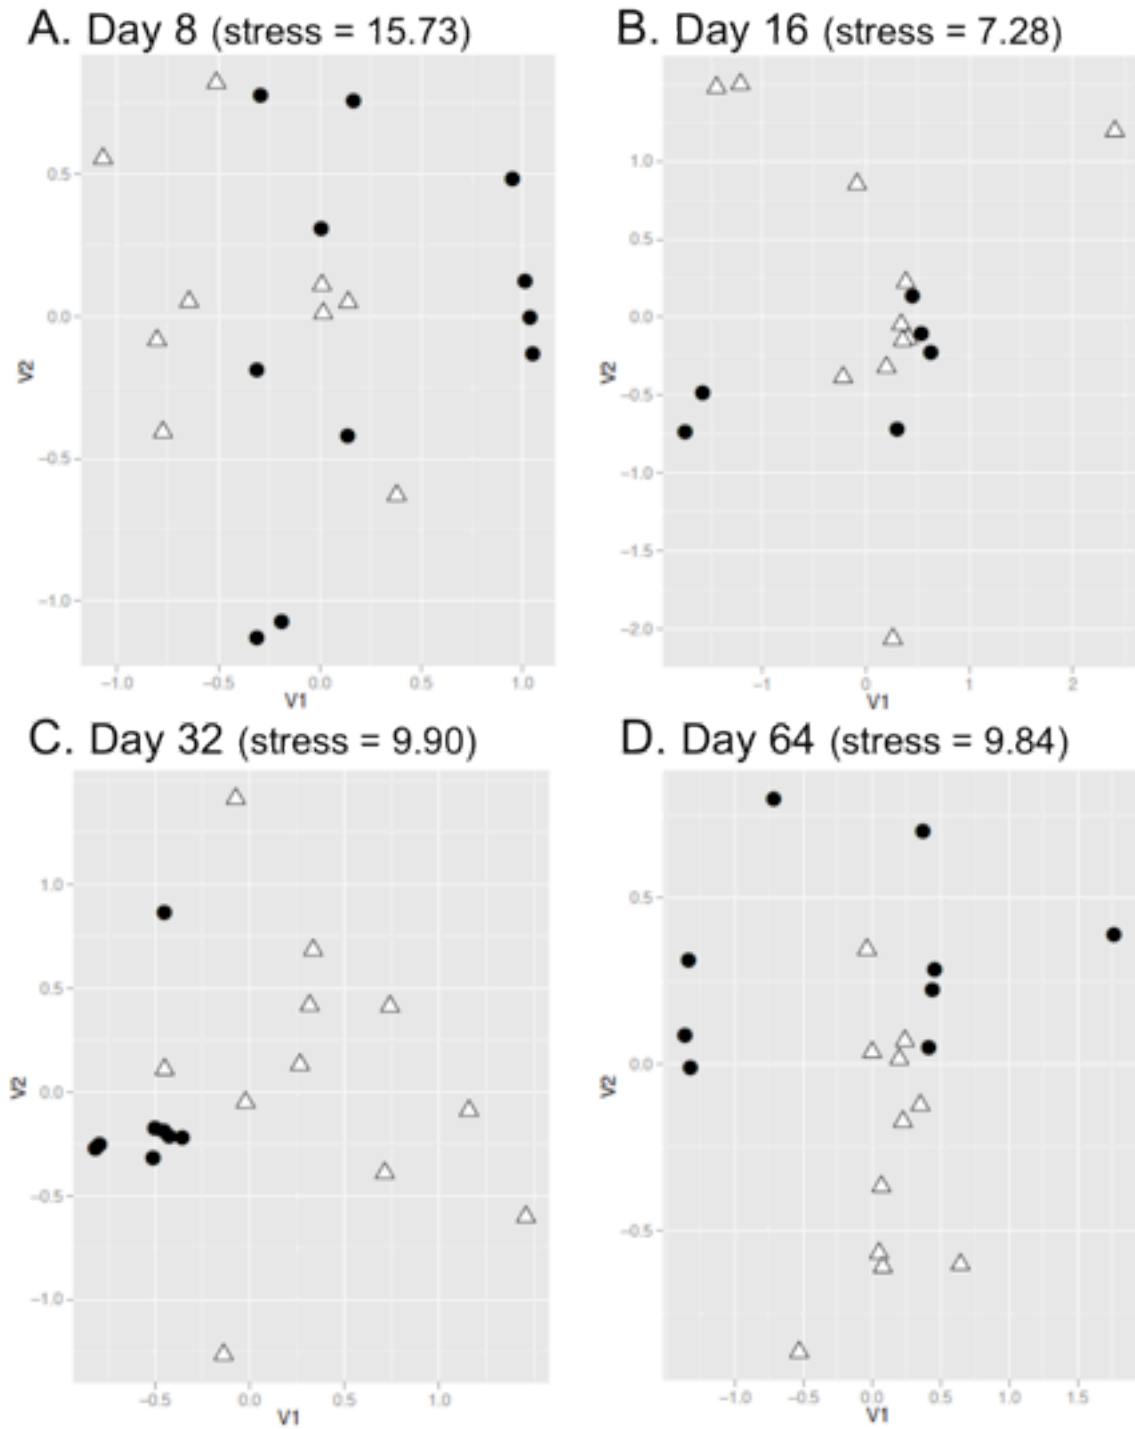 A. Day 8 (stress = 15.73)
0.5
0.0
−0.5
−1.0
V2
−1.0 −0.5 0.0 0.5 1.0
V1
B. Day 16 (stress = 7.28)
1.0
0.5
0.0
−0.5
−1.0
−1.5
−2.0
V2
−1 0 1 2
V1
C. Day 32 (stress = 9.90)
1.0
0.5
0.0
−0.5
−1.0
V2
−0.5 0.0 0.5 1.0
V1
D. Day 64 (stress = 9.84)
0.5
0.0
−0.5
V2
−1.0 −0.5 0.0 0.5 1.0 1.5
V1